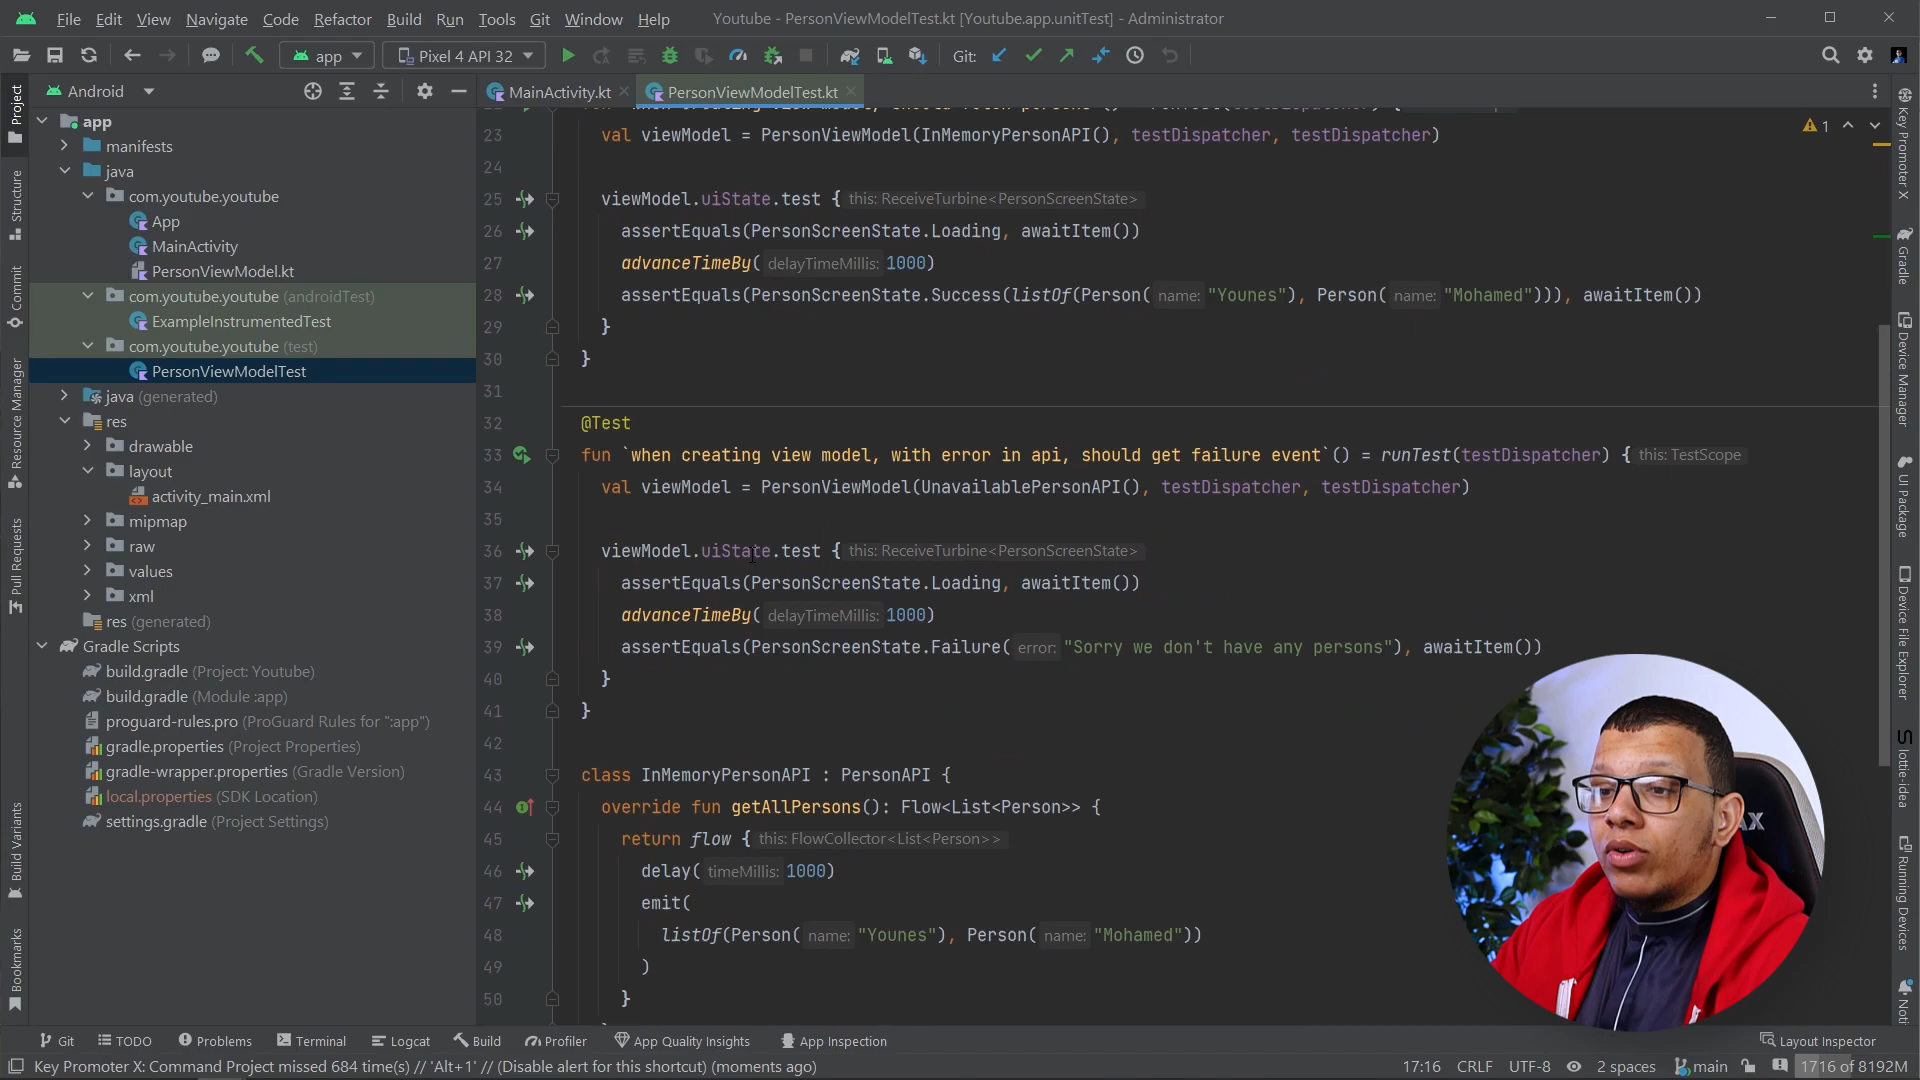 File Edit View Navigate Code Refactor Build Run Tools Git Window Help Youtube - PersonViewModelTest.kt [Youtube.app.unitTest] - Administrator
app Pixel 4 API 32 Git:
Android MainActivity.kt PersonViewModelTest.kt
app
manifests
java
com.youtube.youtube
App
MainActivity
PersonViewModel.kt
com.youtube.youtube (androidTest)
ExampleInstrumentedTest
com.youtube.youtube (test)
PersonViewModelTest
java (generated)
res
drawable
layout
activity_main.xml
mipmap
raw
values
xml
res (generated)
Gradle Scripts
build.gradle (Project: Youtube)
build.gradle (Module :app)
proguard-rules.pro (ProGuard Rules for ":app")
gradle.properties (Project Properties)
gradle-wrapper.properties (Gradle Version)
local.properties (SDK Location)
settings.gradle (Project Settings)
1
23 val viewModel = PersonViewModel(InMemoryPersonAPI(), testDispatcher, testDispatcher)
24
25 viewModel.uiState.test { this: ReceiveTurbine<PersonScreenState>
26 assertEquals(PersonScreenState.Loading, awaitItem())
27 advanceTimeBy( delayTimeMillis: 1000)
28 assertEquals(PersonScreenState.Success(listOf(Person( name: "Younes"), Person( name: "Mohamed"))), awaitItem())
29 }
30 }
31
32 @Test
33 fun `when creating view model, with error in api, should get failure event`() = runTest(testDispatcher) { this: TestScope
34 val viewModel = PersonViewModel(UnavailablePersonAPI(), testDispatcher, testDispatcher)
35
36 viewModel.uiState.test { this: ReceiveTurbine<PersonScreenState>
37 assertEquals(PersonScreenState.Loading, awaitItem())
38 advanceTimeBy( delayTimeMillis: 1000)
39 assertEquals(PersonScreenState.Failure( error: "Sorry we don't have any persons"), awaitItem())
40 }
41 }
42
43 class InMemoryPersonAPI : PersonAPI {
44 override fun getAllPersons(): Flow<List<Person>> {
45 return flow { this: FlowCollector<List<Person>>
46 delay( timeMillis: 1000)
47 emit(
48 listOf(Person( name: "Younes"), Person( name: "Mohamed"))
49 )
50 }
Project
Structure
Commit
Resource Manager
Pull Requests
Build Variants
Bookmarks
Key Promoter X
Gradle
Device Manager
UI Package
Device File Explorer
lottie-idea
Running Devices
AX
Git TODO Problems Terminal Logcat Build Profiler App Quality Insights App Inspection Layout Inspector
Key Promoter X: Command Project missed 684 time(s) // 'Alt+1' // (Disable alert for this shortcut) (moments ago) 17:16 CRLF UTF-8 2 spaces main 1716 of 8192M